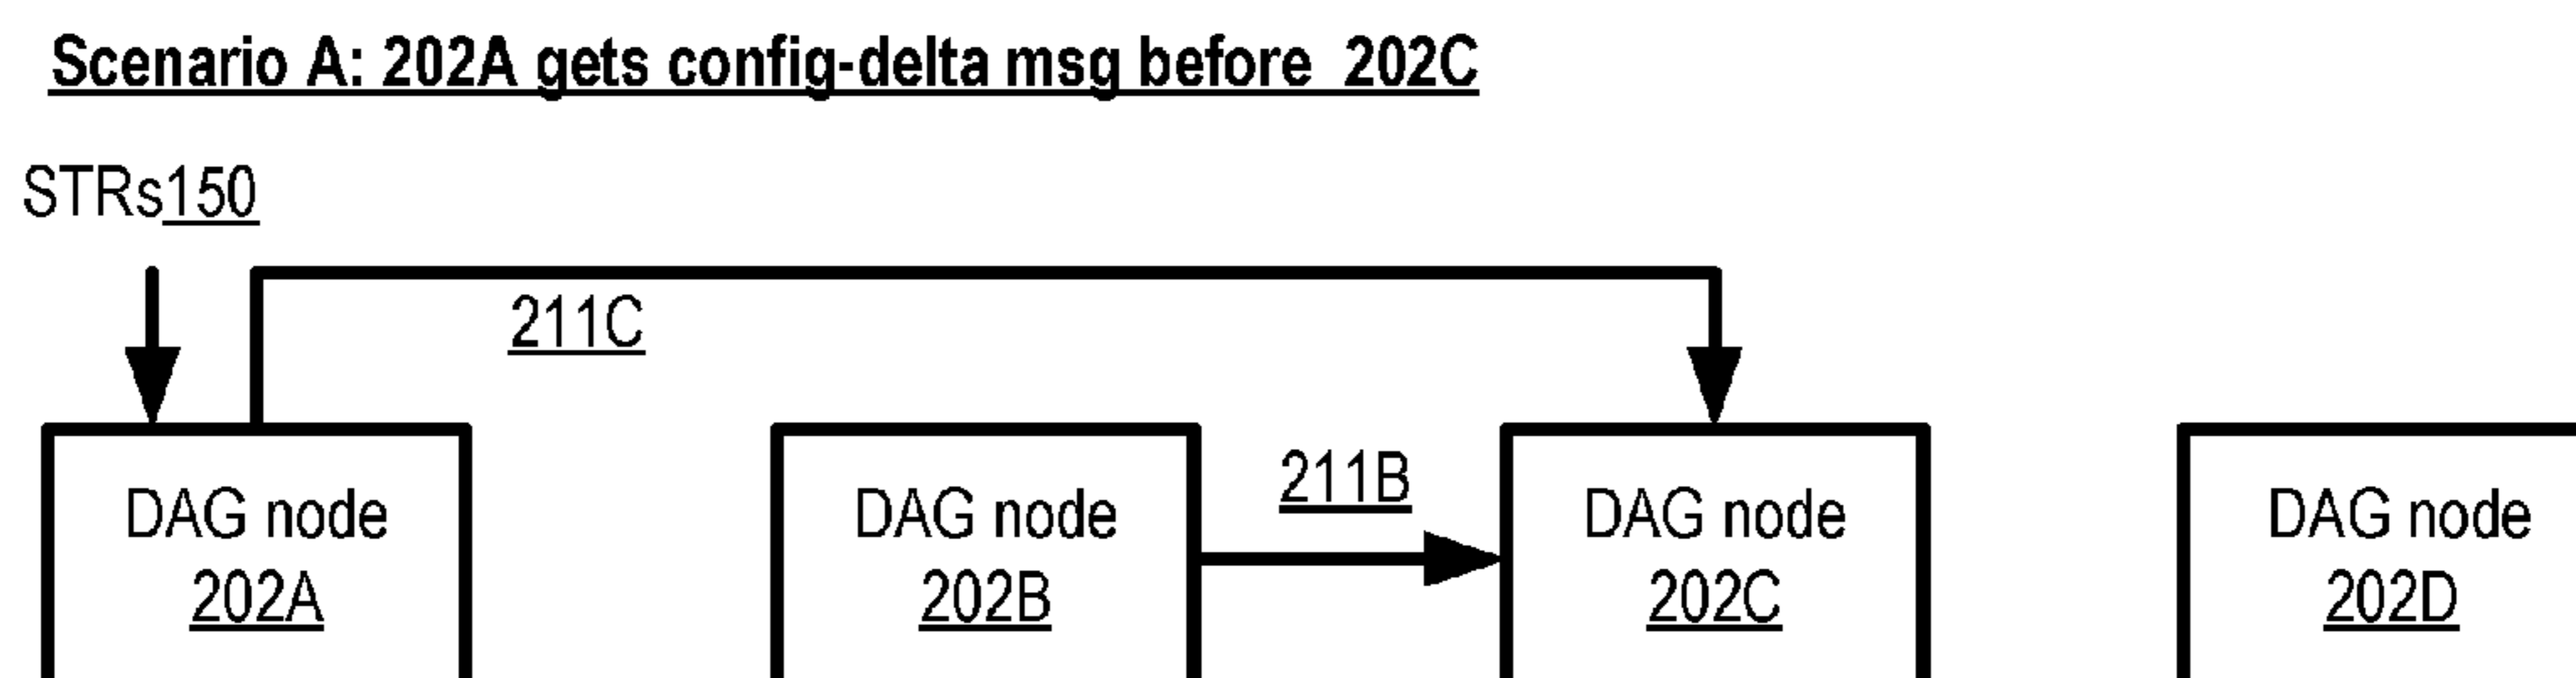 Scenario A: 202A gets config-delta msg before 202C
STRs150
211C
211B
DAG node
202A
DAG node
202B
DAG node
202C
DAG node
202D